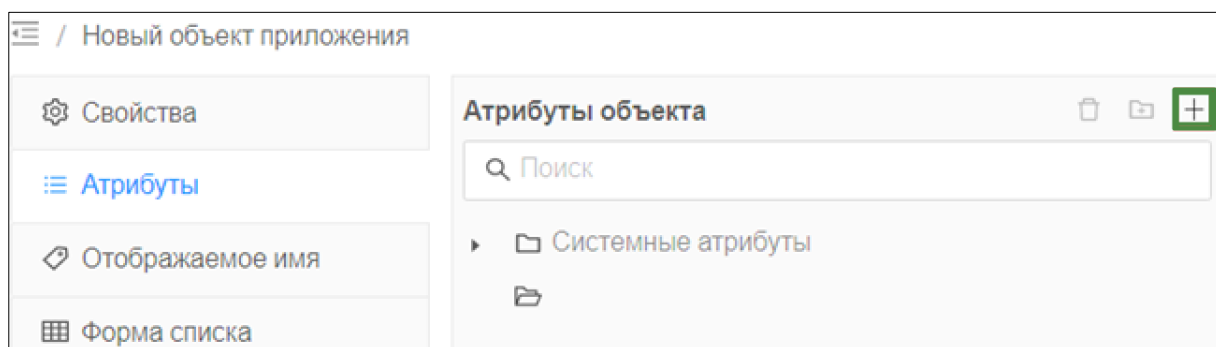 / Новый объект приложения
Свойства
Атрибуты
Отображаемое имя
Форма списка
Атрибуты объекта
Поиск
Системные атрибуты